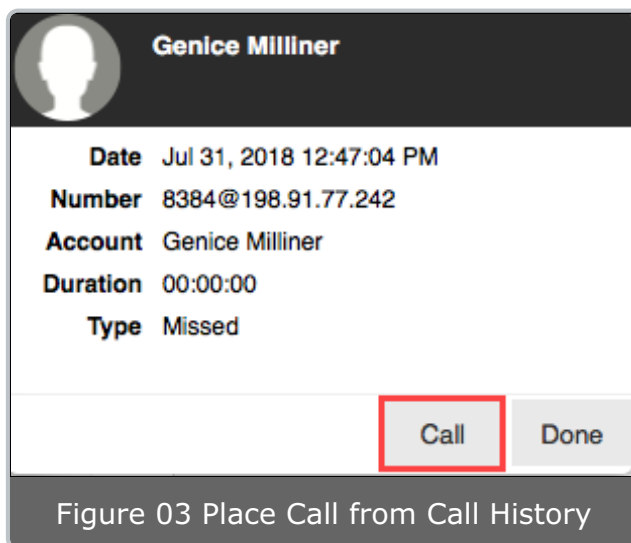 Genice Milliner
Date Jul 31, 2018 12:47:04 PM
Number 8384@198.91.77.242
Account Genice Milliner
Duration 00:00:00
Type Missed
Call Done
Figure 03 Place Call from Call History